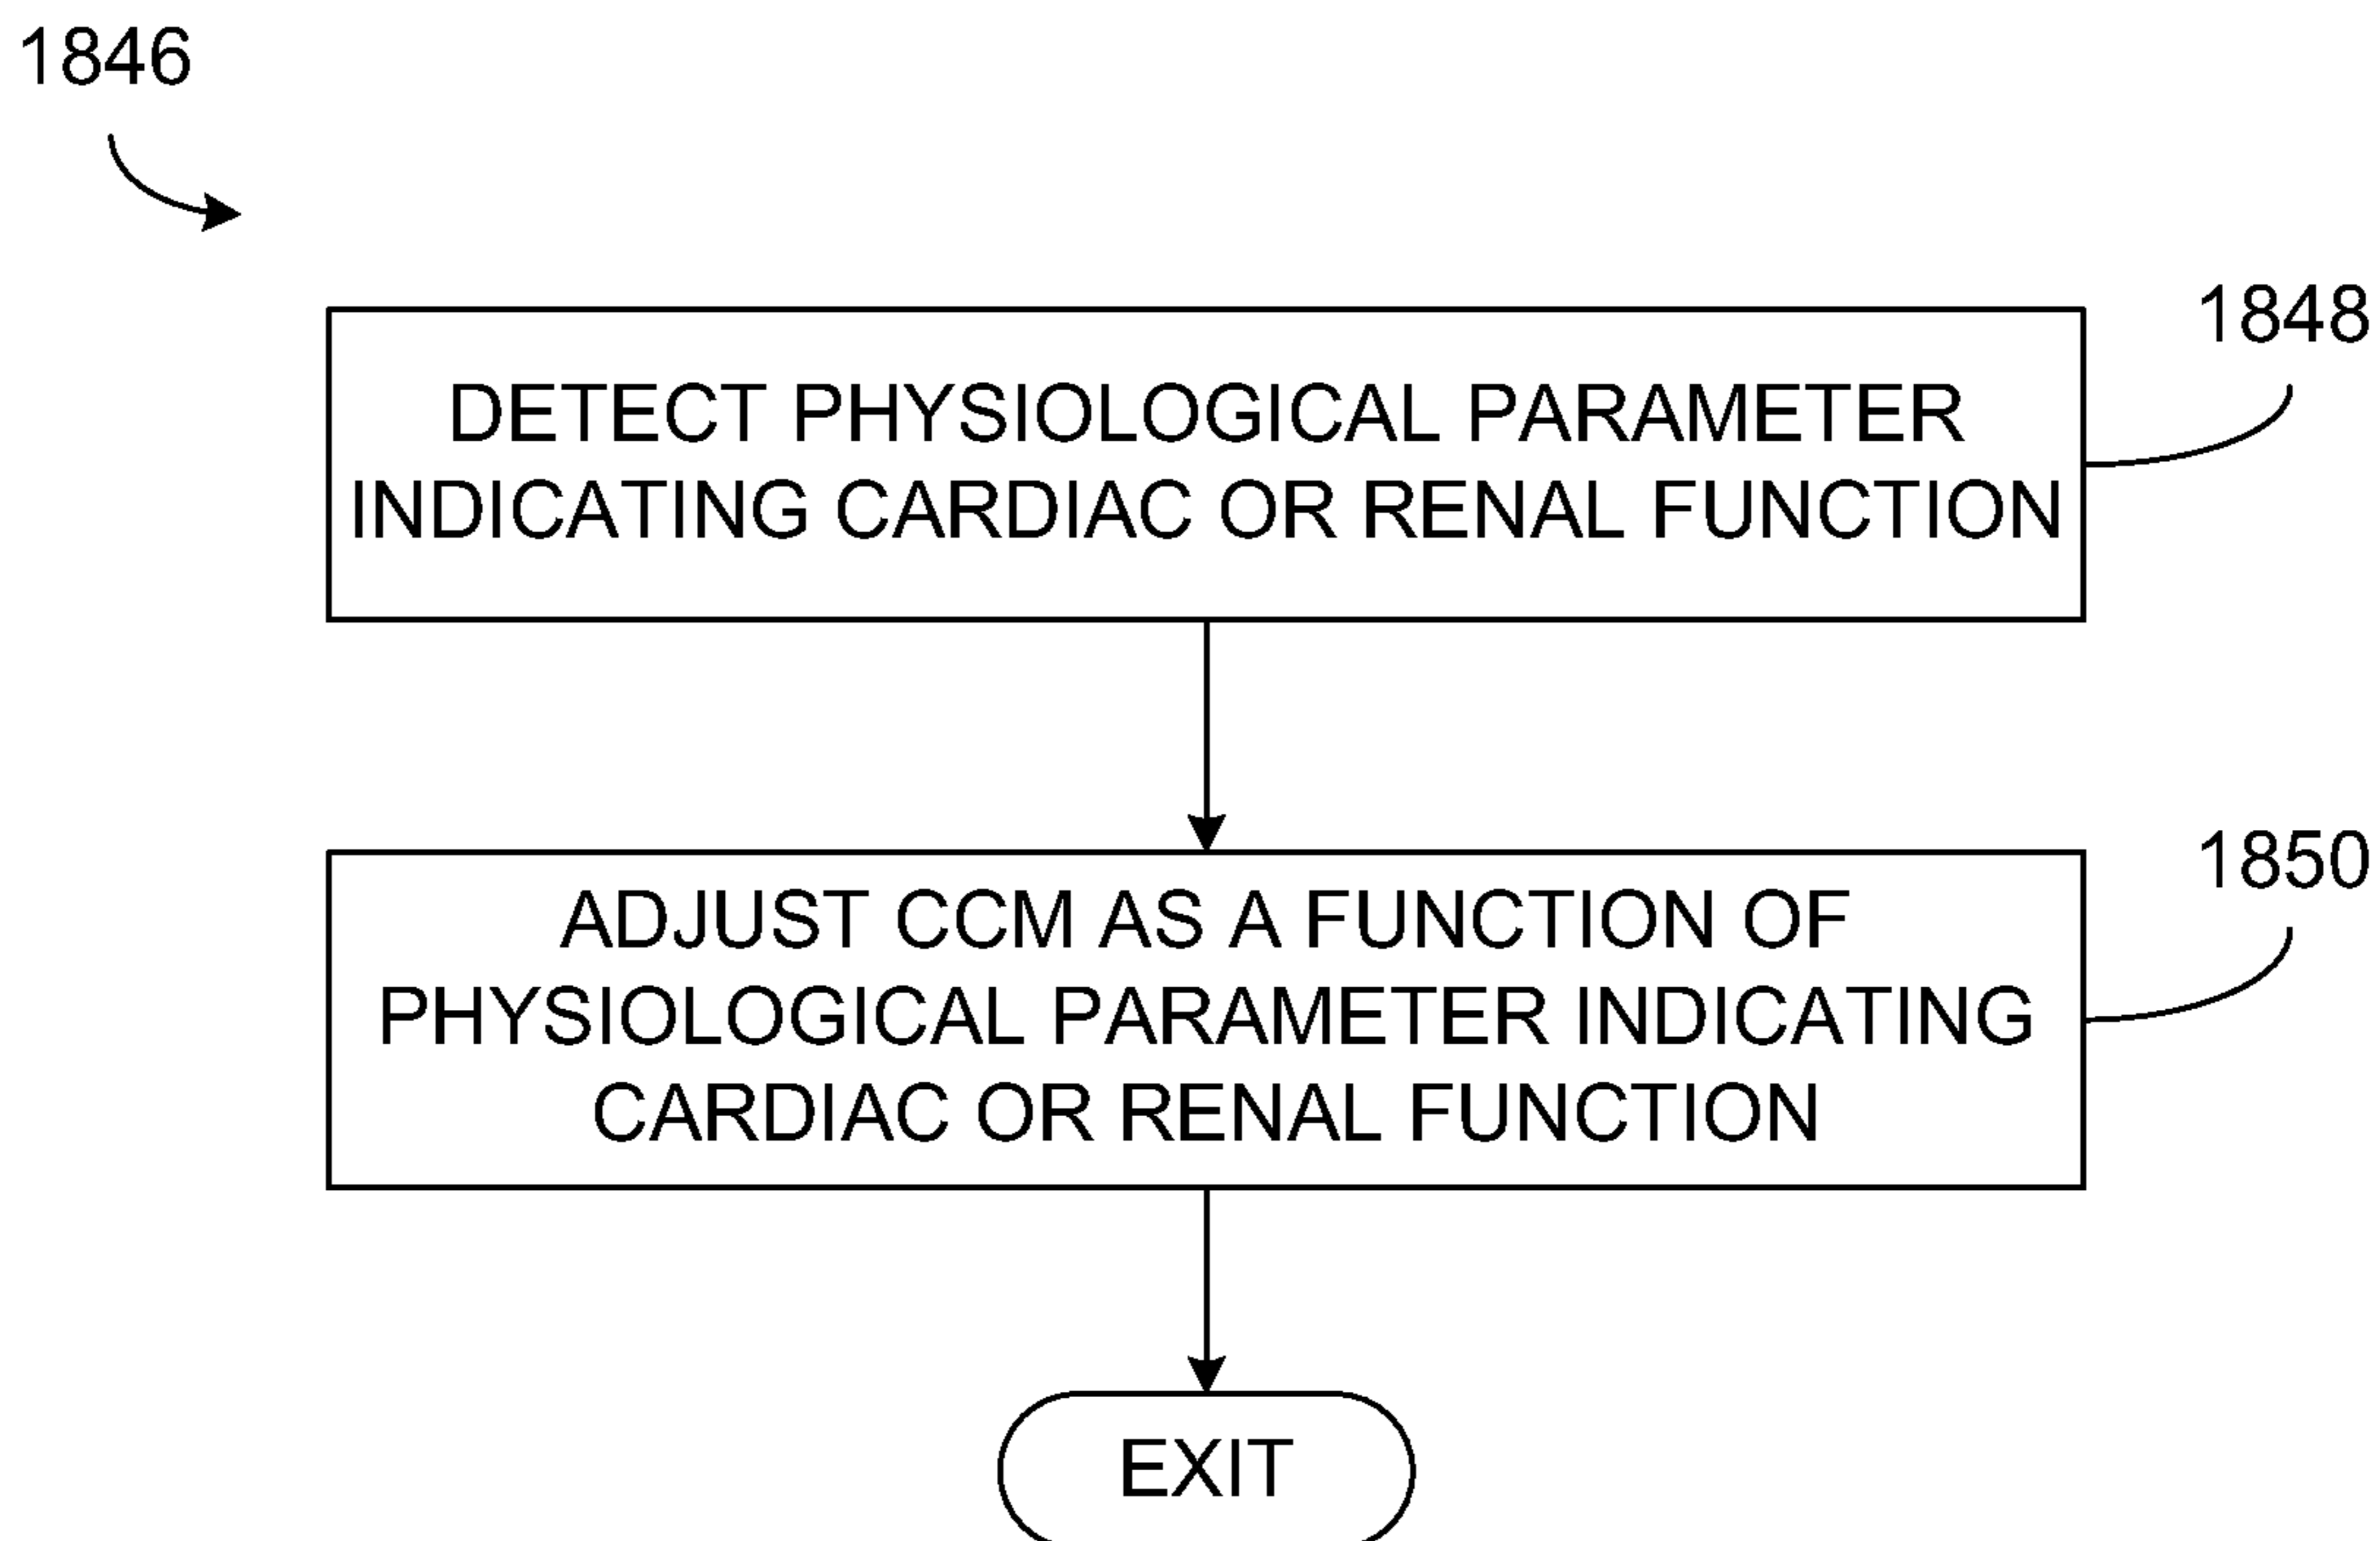 1846
1848
DETECT PHYSIOLOGICAL PARAMETER
INDICATING CARDIAC OR RENAL FUNCTION
1850
ADJUST CCM AS A FUNCTION OF
PHYSIOLOGICAL PARAMETER INDICATING
CARDIAC OR RENAL FUNCTION
EXIT